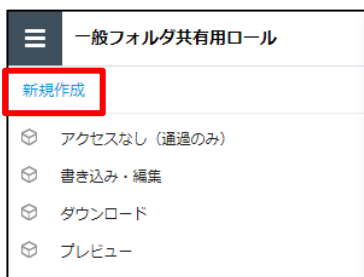 一般フォルダ共有用ロール
新規作成
アクセスなし（通過のみ）
書き込み・編集
ダウンロード
プレビュー